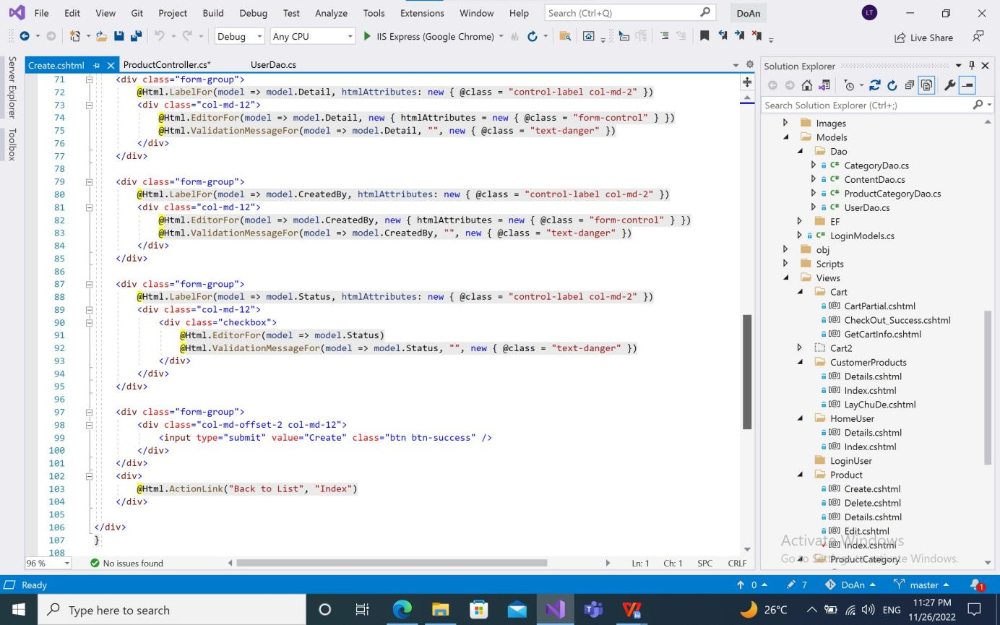 File Edit View Git Project Build Debug Test Analyze Tools Extensions Window Help Search (Ctrl+Q) DoAn LT
Debug Any CPU IIS Express (Google Chrome) Live Share
Server Explorer
Toolbox
Create.cshtml ProductController.cs* UserDao.cs
71 <div class="form-group">
72 @Html.LabelFor(model => model.Detail, htmlAttributes: new { @class = "control-label col-md-2" })
73 <div class="col-md-12">
74 @Html.EditorFor(model => model.Detail, new { htmlAttributes = new { @class = "form-control" } })
75 @Html.ValidationMessageFor(model => model.Detail, "", new { @class = "text-danger" })
76 </div>
77 </div>
78
79 <div class="form-group">
80 @Html.LabelFor(model => model.CreatedBy, htmlAttributes: new { @class = "control-label col-md-2" })
81 <div class="col-md-12">
82 @Html.EditorFor(model => model.CreatedBy, new { htmlAttributes = new { @class = "form-control" } })
83 @Html.ValidationMessageFor(model => model.CreatedBy, "", new { @class = "text-danger" })
84 </div>
85 </div>
86
87 <div class="form-group">
88 @Html.LabelFor(model => model.Status, htmlAttributes: new { @class = "control-label col-md-2" })
89 <div class="col-md-12">
90 <div class="checkbox">
91 @Html.EditorFor(model => model.Status)
92 @Html.ValidationMessageFor(model => model.Status, "", new { @class = "text-danger" })
93 </div>
94 </div>
95 </div>
96
97 <div class="form-group">
98 <div class="col-md-offset-2 col-md-12">
99 <input type="submit" value="Create" class="btn btn-success" />
100 </div>
101 </div>
102 <div>
103 @Html.ActionLink("Back to List", "Index")
104 </div>
105
106 </div>
107 }
108
96 % No issues found Ln: 1 Ch: 1 SPC CRLF
Solution Explorer
Search Solution Explorer (Ctrl+;)
Images
Models
Dao
C# CategoryDao.cs
C# ContentDao.cs
C# ProductCategoryDao.cs
C# UserDao.cs
EF
C# LoginModels.cs
obj
Scripts
Views
Cart
[@] CartPartial.cshtml
[@] CheckOut_Success.cshtml
[@] GetCartInfo.cshtml
Cart2
CustomerProducts
[@] Details.cshtml
[@] Index.cshtml
[@] LayChuDe.cshtml
HomeUser
[@] Details.cshtml
[@] Index.cshtml
LoginUser
Product
[@] Create.cshtml
[@] Delete.cshtml
[@] Details.cshtml
[@] Edit.cshtml
[@] Index.cshtml
ProductCategory
Activate Windows
Go to Settings to activate Windows.
Ready 0 7 DoAn master 1
Type here to search 26°C ENG 11:27 PM
11/26/2022